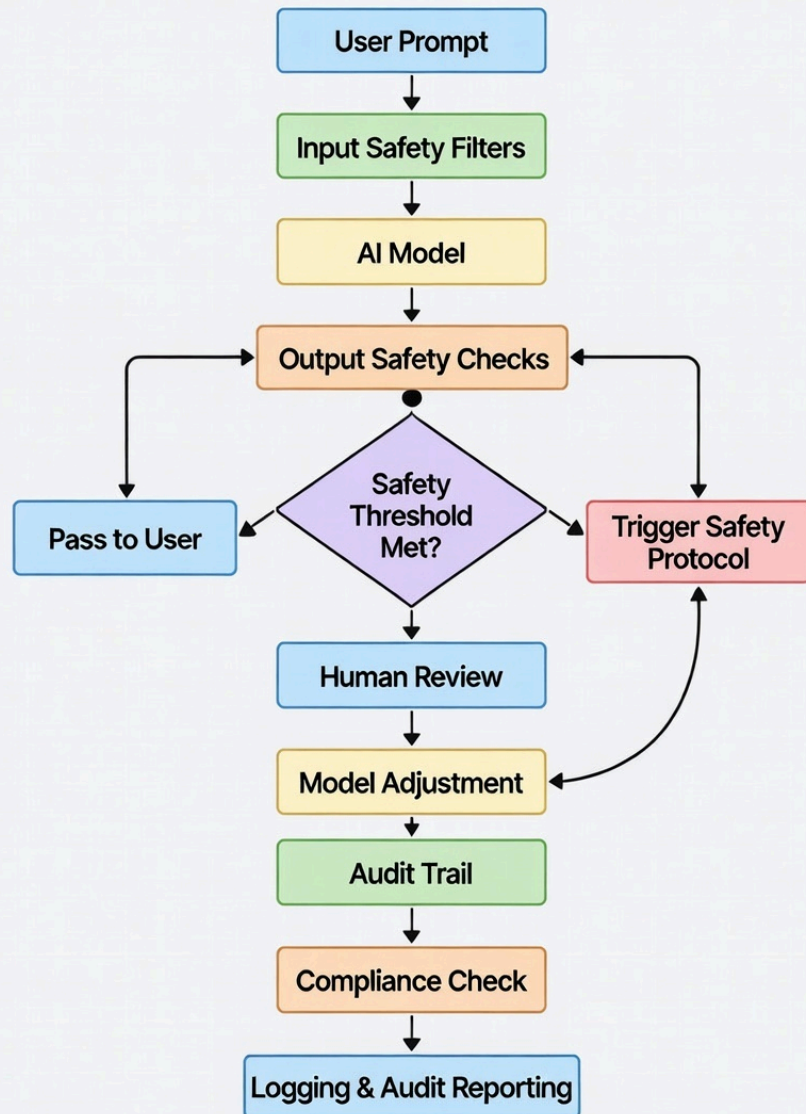 User Prompt
Input Safety Filters
AI Model
Output Safety Checks
Safety
Threshold
Met?
Pass to User
Trigger Safety
Protocol
Human Review
Model Adjustment
Audit Trail
Compliance Check
Logging & Audit Reporting